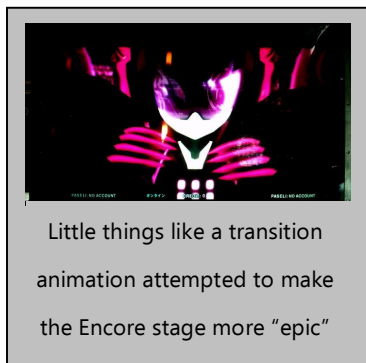 PASELI: NO ACCOUNT オンライン PASELI: NO ACCOUNT
Little things like a transition
animation attempted to make
the Encore stage more “epic”